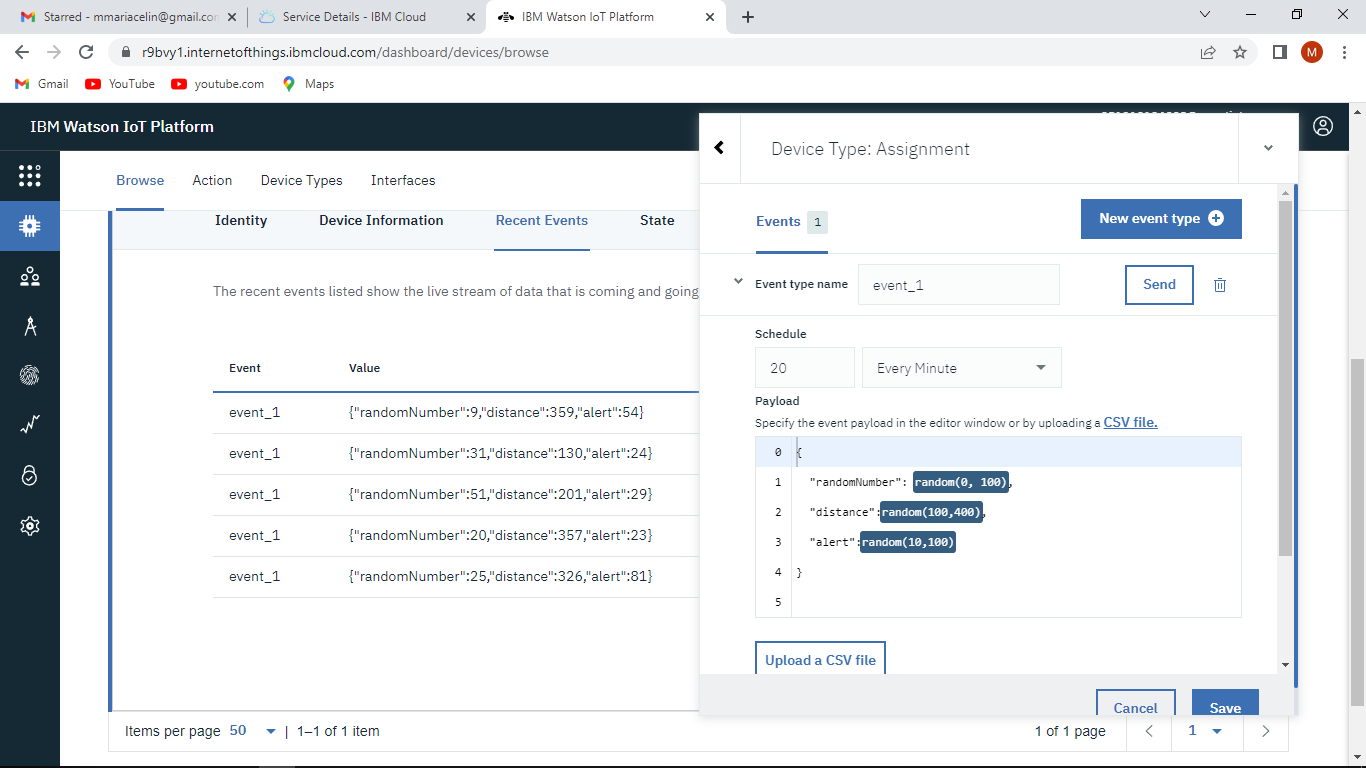 Starred - mmariacelin@gmail.con
Service Details - IBM Cloud
IBM Watson IoT Platform
r9bvy1.internetofthings.ibmcloud.com/dashboard/devices/browse
M
Gmail
YouTube
youtube.com
Maps
IBM Watson IoT Platform
Browse
Action
Device Types
Interfaces
Identity
Device Information
Recent Events
State
The recent events listed show the live stream of data that is coming and going
Event
Value
event_1
{"randomNumber":9,"distance":359,"alert":54}
event_1
{"randomNumber":31,"distance":130,"alert":24}
event_1
{"randomNumber":51,"distance":201,"alert":29}
event_1
{"randomNumber":20,"distance":357,"alert":23}
event_1
{"randomNumber":25,"distance":326,"alert":81}
Items per page 50 | 1–1 of 1 item
1 of 1 page
1
Device Type: Assignment
Events 1
New event type
Event type name
event_1
Send
Schedule
20
Every Minute
Payload
Specify the event payload in the editor window or by uploading a CSV file.
0 {
1 "randomNumber": random(0, 100),
2 "distance":random(100,400),
3 "alert":random(10,100)
4 }
5
Upload a CSV file
Cancel
Save